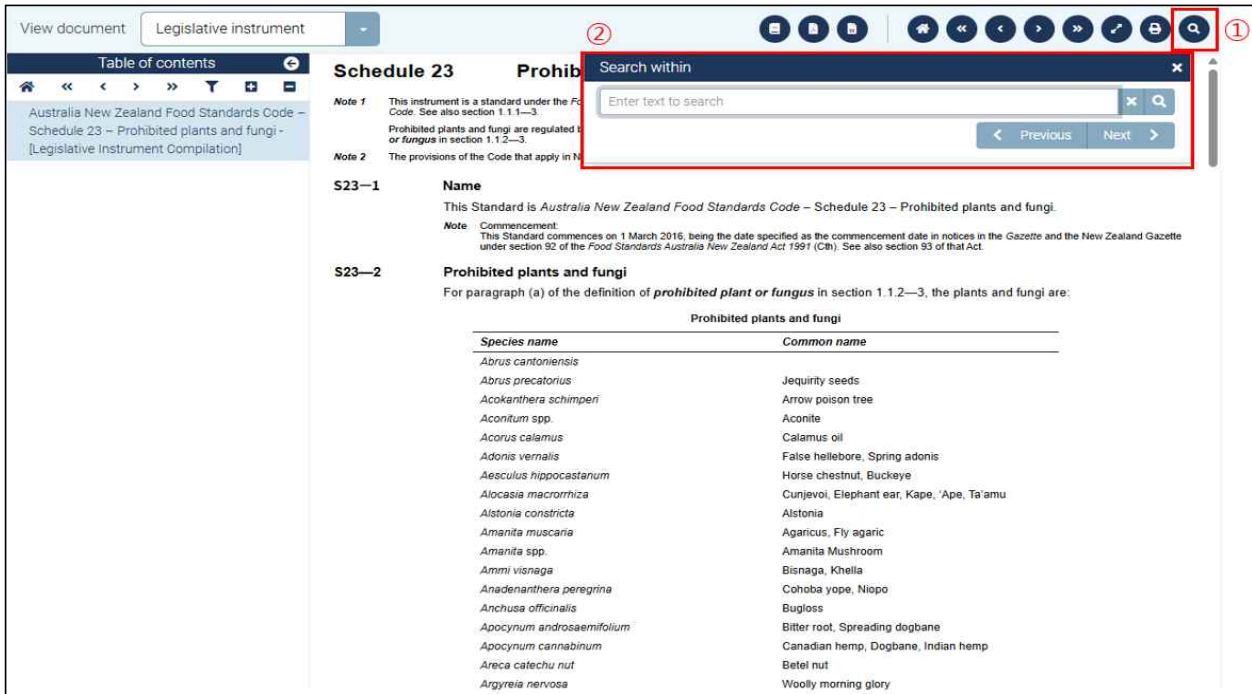 View document Legislative instrument
①
②
Table of contents
Australia New Zealand Food Standards Code –
Schedule 23 – Prohibited plants and fungi -
[Legislative Instrument Compilation]
Search within
Enter text to search
Previous Next
Schedule 23 Prohib
Note 1 This instrument is a standard under the Fo
Code. See also section 1.1.1—3.
Prohibited plants and fungi are regulated b
or fungus in section 1.1.2—3.
Note 2 The provisions of the Code that apply in N
S23—1 Name
This Standard is Australia New Zealand Food Standards Code – Schedule 23 – Prohibited plants and fungi.
Note Commencement:
This Standard commences on 1 March 2016, being the date specified as the commencement date in notices in the Gazette and the New Zealand Gazette
under section 92 of the Food Standards Australia New Zealand Act 1991 (Cth). See also section 93 of that Act.
S23—2 Prohibited plants and fungi
For paragraph (a) of the definition of prohibited plant or fungus in section 1.1.2—3, the plants and fungi are:
Prohibited plants and fungi
Species name Common name
Abrus cantoniensis
Abrus precatorius Jequirity seeds
Acokanthera schimperi Arrow poison tree
Aconitum spp. Aconite
Acorus calamus Calamus oil
Adonis vernalis False hellebore, Spring adonis
Aesculus hippocastanum Horse chestnut, Buckeye
Alocasia macrorrhiza Cunjevoi, Elephant ear, Kape, ‘Ape, Ta’amu
Alstonia constricta Alstonia
Amanita muscaria Agaricus, Fly agaric
Amanita spp. Amanita Mushroom
Ammi visnaga Bisnaga, Khella
Anadenanthera peregrina Cohoba yope, Niopo
Anchusa officinalis Bugloss
Apocynum androsaemifolium Bitter root, Spreading dogbane
Apocynum cannabinum Canadian hemp, Dogbane, Indian hemp
Areca catechu nut Betel nut
Argyreia nervosa Woolly morning glory